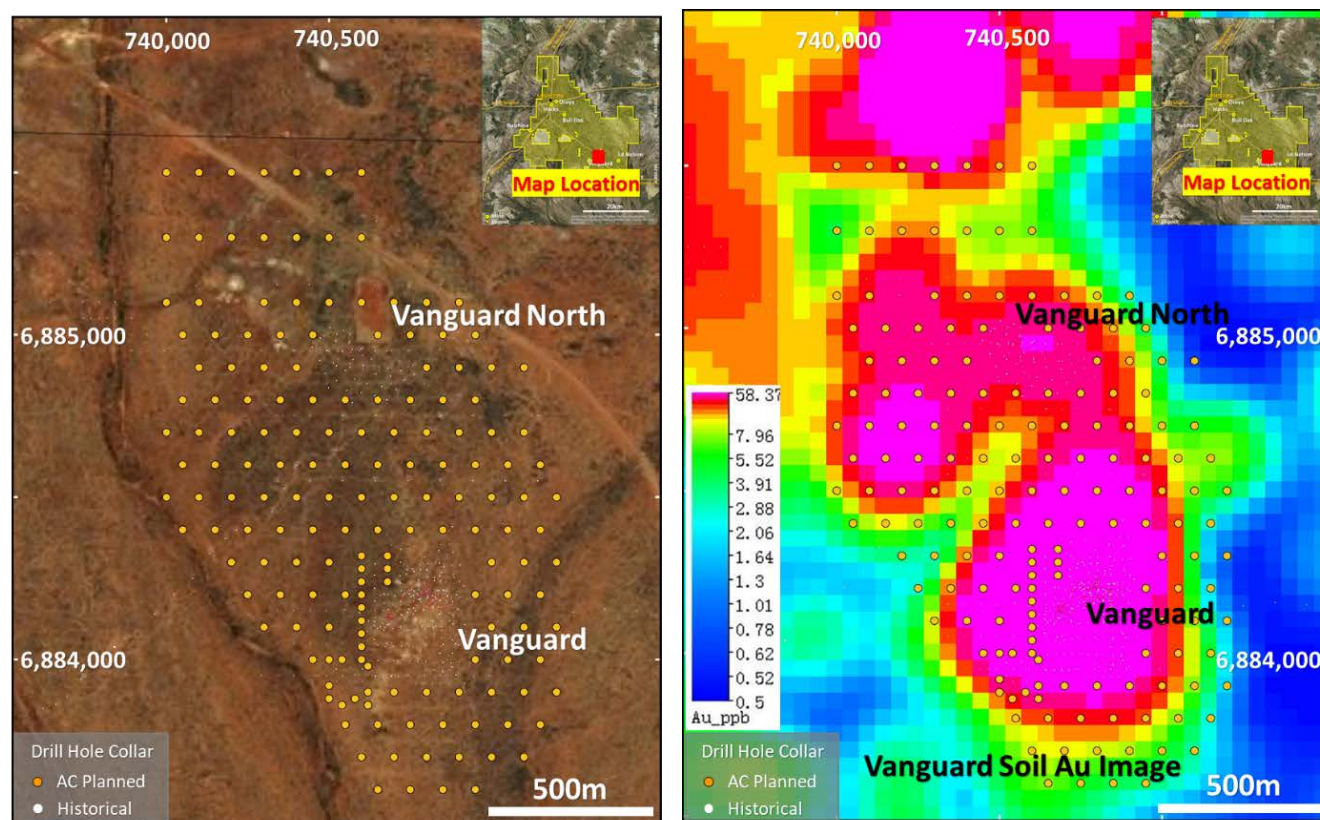 740,000
740,500
Map Location
20km
Vanguard North
6,885,000
Vanguard
6,884,000
Drill Hole Collar
AC Planned
Historical
500m
740,000
740,500
Map Location
20km
Vanguard North
6,885,000
58.37
7.96
5.52
3.91
2.88
2.06
1.64
1.3
1.01
0.78
0.62
0.52
0.5
Au_ppb
Vanguard
6,884,000
Vanguard Soil Au Image
Drill Hole Collar
AC Planned
Historical
500m